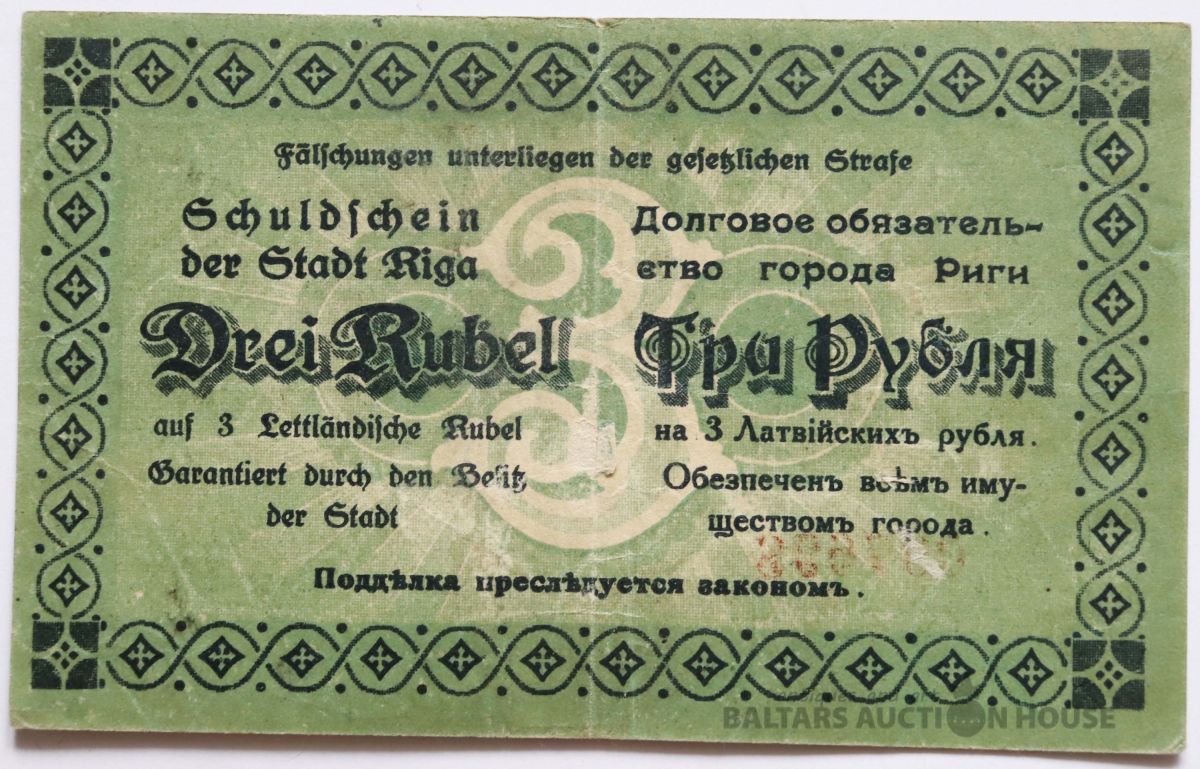 Fälschungen unterliegen der gesetzlichen Strafe
Schuldschein
der Stadt Riga
Drei Rubel
auf 3 Lettländische Rubel
Garantiert durch den Besitz
der Stadt
Долговое обязатель-
ство города Риги
Три Рубля
на 3 Латвійскихъ рубля.
Обезпеченъ всѣмъ иму-
ществомъ города.
Поддѣлка преслѣдуется закономъ.
3
BALTARS AUCTION HOUSE